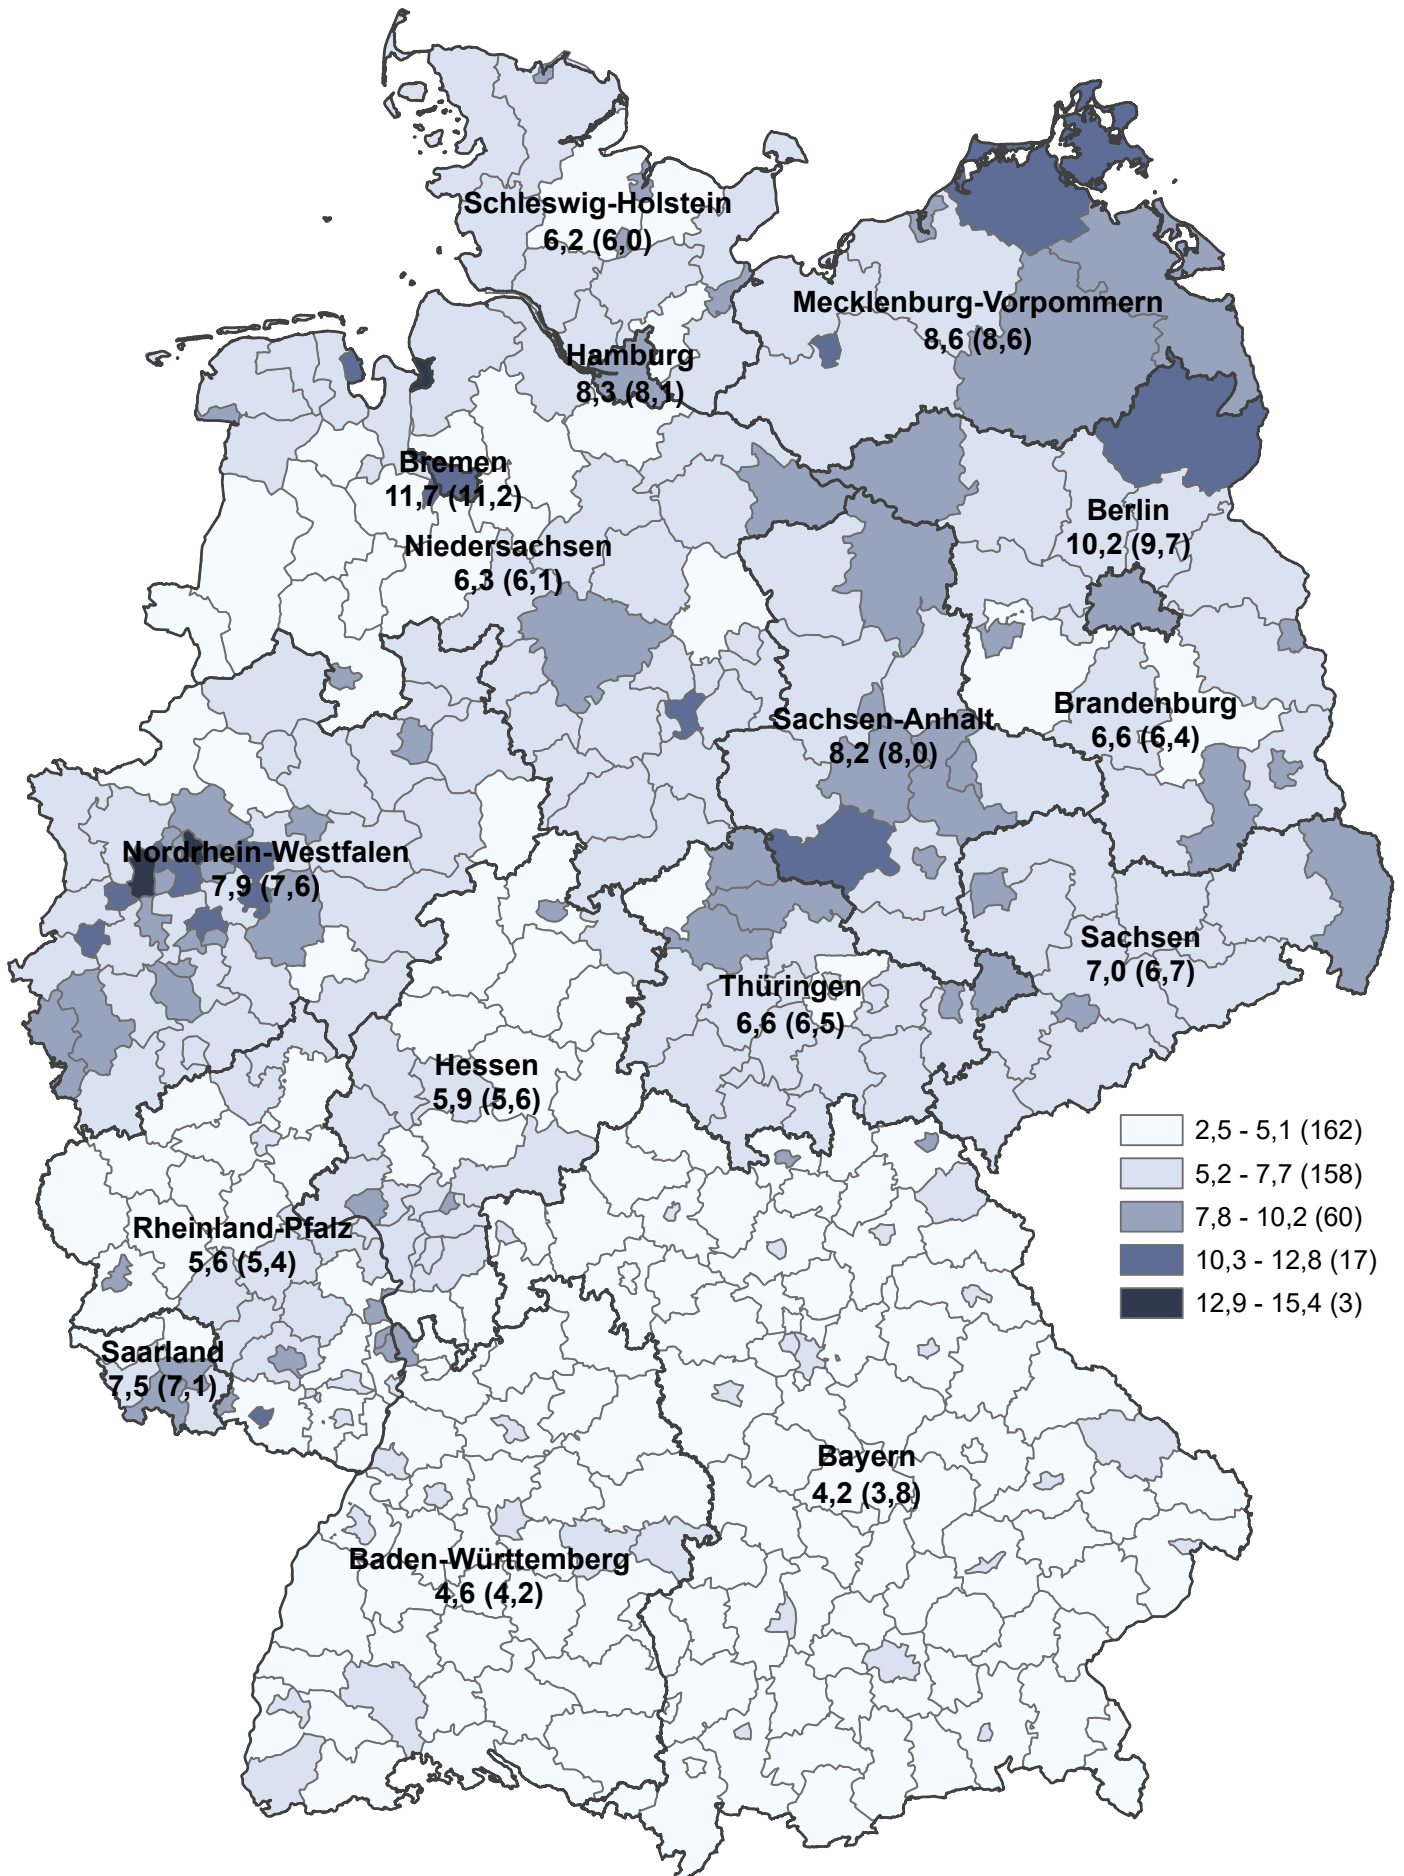 Schleswig-Holstein
6,2 (6,0)
Mecklenburg-Vorpommern
8,6 (8,6)
Hamburg
8,3 (8,1)
Bremen
11,7 (11,2)
Niedersachsen
6,3 (6,1)
Berlin
10,2 (9,7)
Brandenburg
6,6 (6,4)
Sachsen-Anhalt
8,2 (8,0)
Nordrhein-Westfalen
7,9 (7,6)
Sachsen
7,0 (6,7)
Thüringen
6,6 (6,5)
Hessen
5,9 (5,6)
Rheinland-Pfalz
5,6 (5,4)
Saarland
7,5 (7,1)
Bayern
4,2 (3,8)
Baden-Württemberg
4,6 (4,2)
2,5 - 5,1 (162)
5,2 - 7,7 (158)
7,8 - 10,2 (60)
10,3 - 12,8 (17)
12,9 - 15,4 (3)